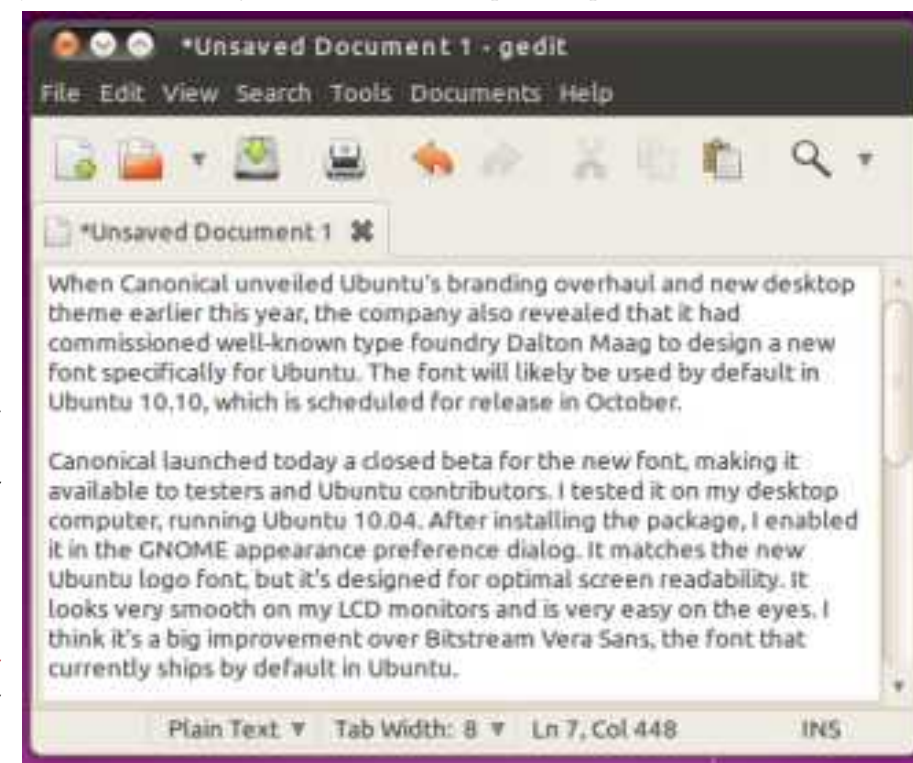 *Unsaved Document 1 - gedit
File Edit View Search Tools Documents Help
*Unsaved Document 1
When Canonical unveiled Ubuntu's branding overhaul and new desktop
theme earlier this year, the company also revealed that it had
commissioned well-known type foundry Dalton Maag to design a new
font specifically for Ubuntu. The font will likely be used by default in
Ubuntu 10.10, which is scheduled for release in October.
Canonical launched today a closed beta for the new font, making it
available to testers and Ubuntu contributors. I tested it on my desktop
computer, running Ubuntu 10.04. After installing the package, I enabled
it in the GNOME appearance preference dialog. It matches the new
Ubuntu logo font, but it's designed for optimal screen readability. It
looks very smooth on my LCD monitors and is very easy on the eyes. I
think it's a big improvement over Bitstream Vera Sans, the font that
currently ships by default in Ubuntu.
Plain Text Tab Width: 8 Ln 7, Col 448 INS